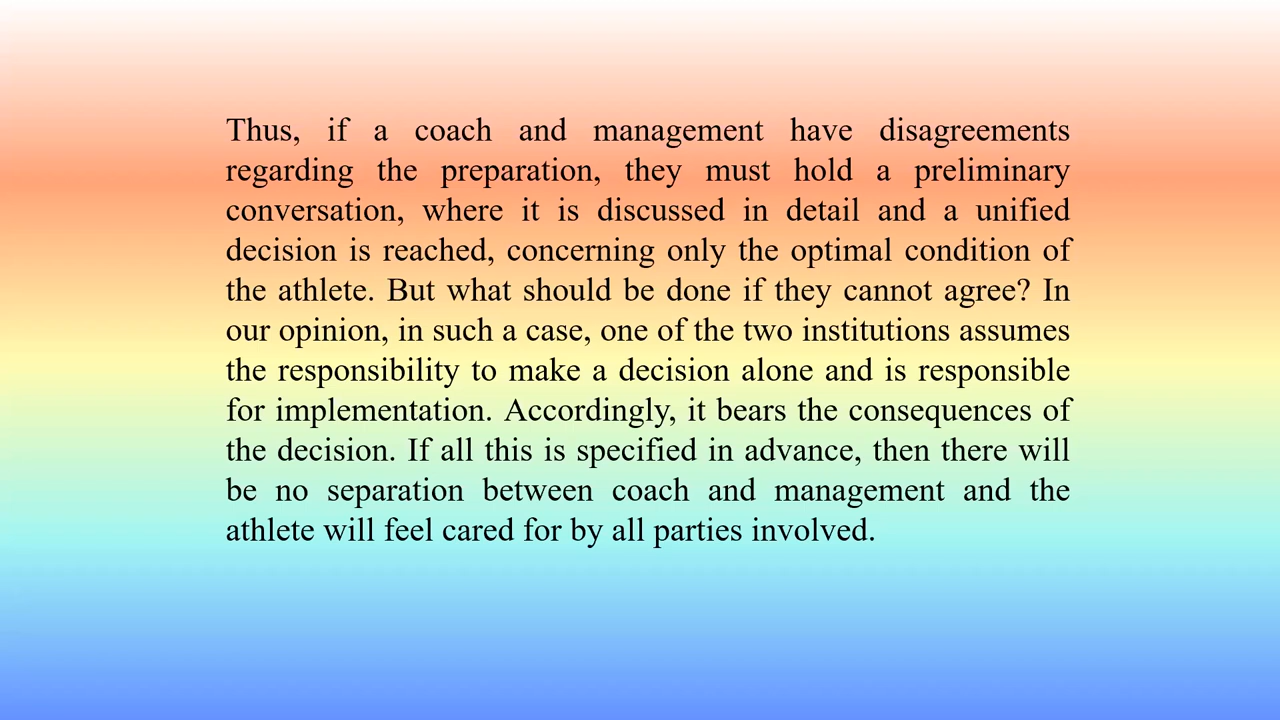 Thus, if a coach and management have disagreements
regarding the preparation, they must hold a preliminary
conversation, where it is discussed in detail and a unified
decision is reached, concerning only the optimal condition of
the athlete. But what should be done if they cannot agree? In
our opinion, in such a case, one of the two institutions assumes
the responsibility to make a decision alone and is responsible
for implementation. Accordingly, it bears the consequences of
the decision. If all this is specified in advance, then there will
be no separation between coach and management and the
athlete will feel cared for by all parties involved.